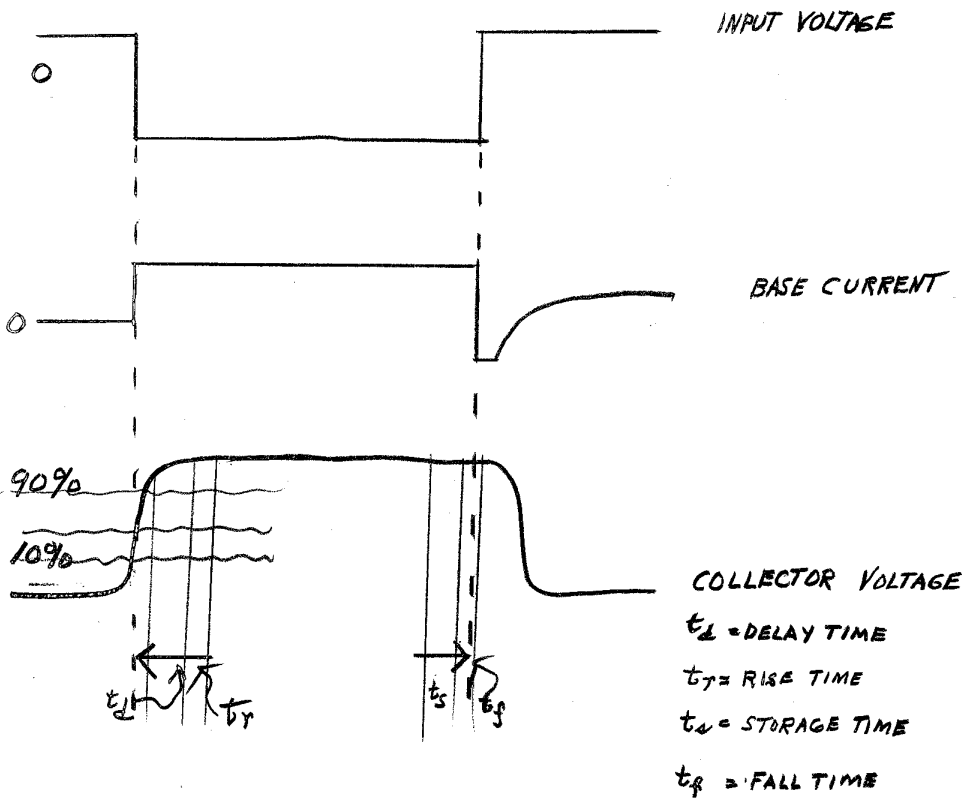 INPUT VOLTAGE
0
BASE CURRENT
0
90%
10%
COLLECTOR VOLTAGE
td = DELAY TIME
tr = RISE TIME
ts = STORAGE TIME
tf = FALL TIME
td
tr
ts
tf